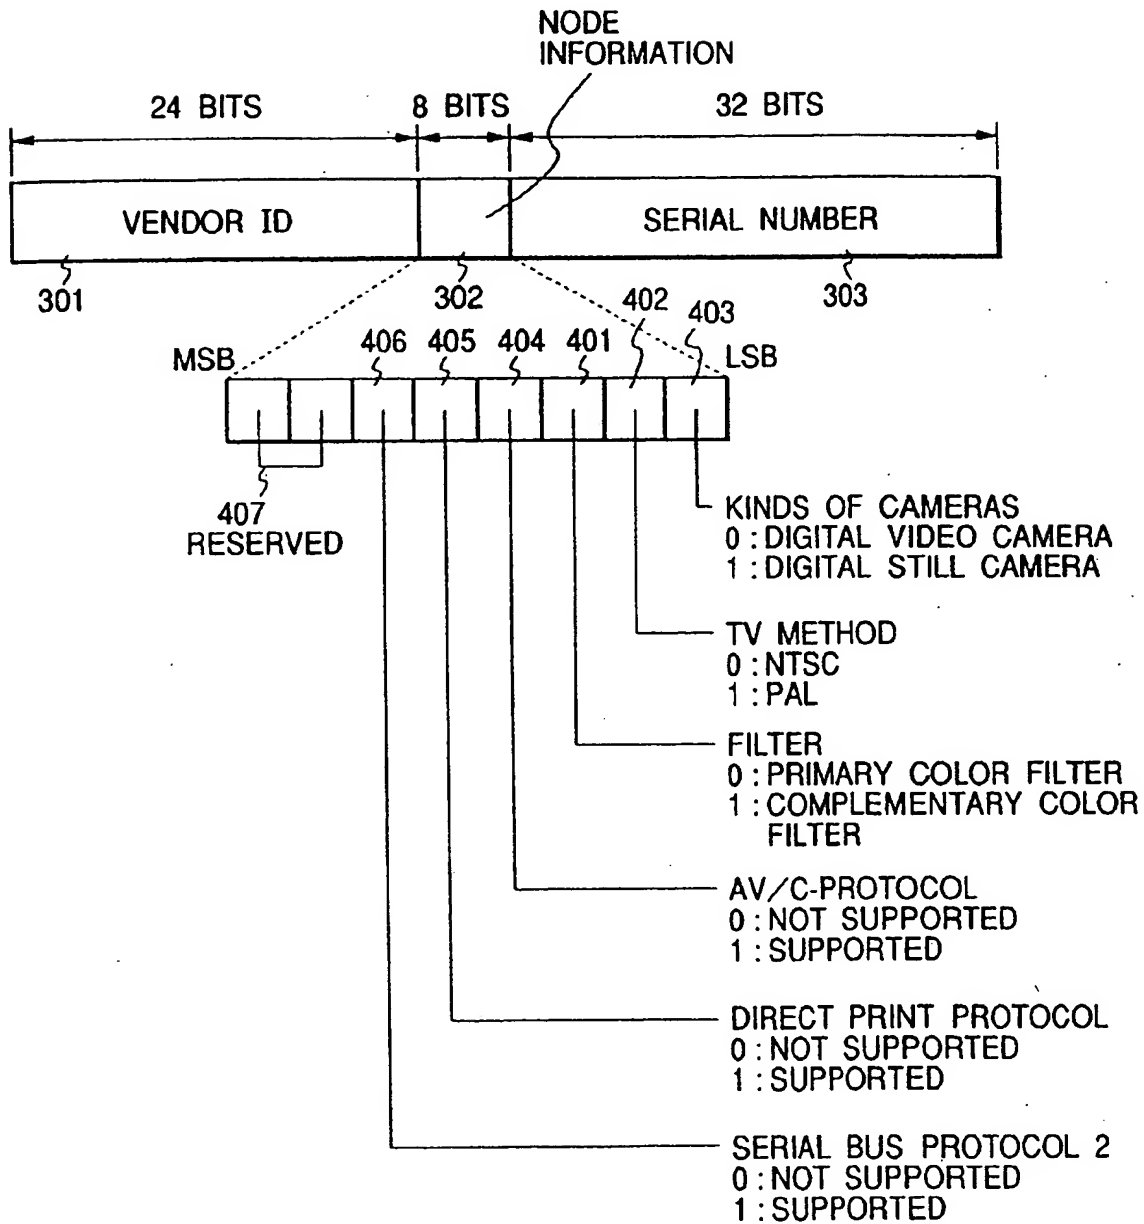 NODE
INFORMATION
24 BITS
8 BITS
32 BITS
VENDOR ID
SERIAL NUMBER
301
302
303
402
403
406
405
404
401
MSB
LSB
407
RESERVED
KINDS OF CAMERAS
0 : DIGITAL VIDEO CAMERA
1 : DIGITAL STILL CAMERA
TV METHOD
0 : NTSC
1 : PAL
FILTER
0 : PRIMARY COLOR FILTER
1 : COMPLEMENTARY COLOR
FILTER
AV/C-PROTOCOL
0 : NOT SUPPORTED
1 : SUPPORTED
DIRECT PRINT PROTOCOL
0 : NOT SUPPORTED
1 : SUPPORTED
SERIAL BUS PROTOCOL 2
0 : NOT SUPPORTED
1 : SUPPORTED